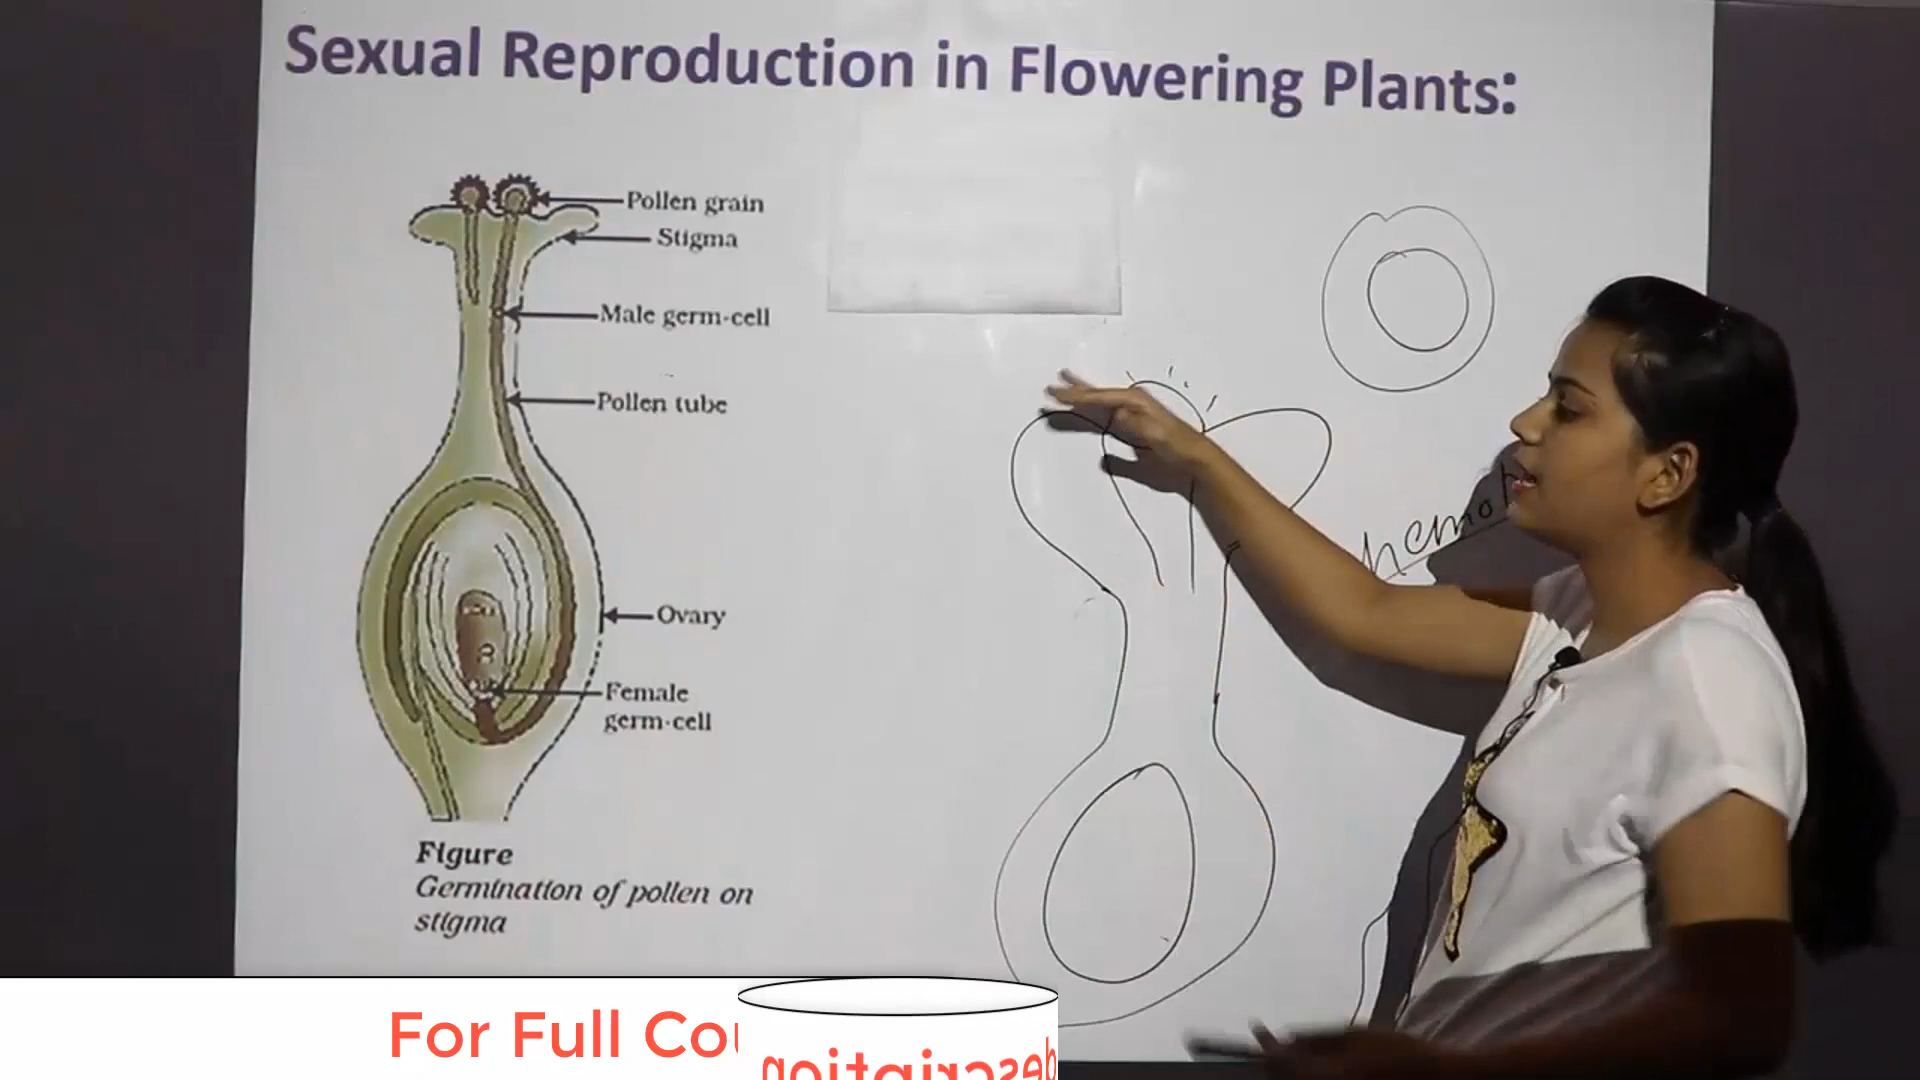 Sexual Reproduction in Flowering Plants:
Pollen grain
Stigma
Male germ-cell
Pollen tube
Ovary
Female
germ-cell
Figure
Germination of pollen on
stigma
For Full